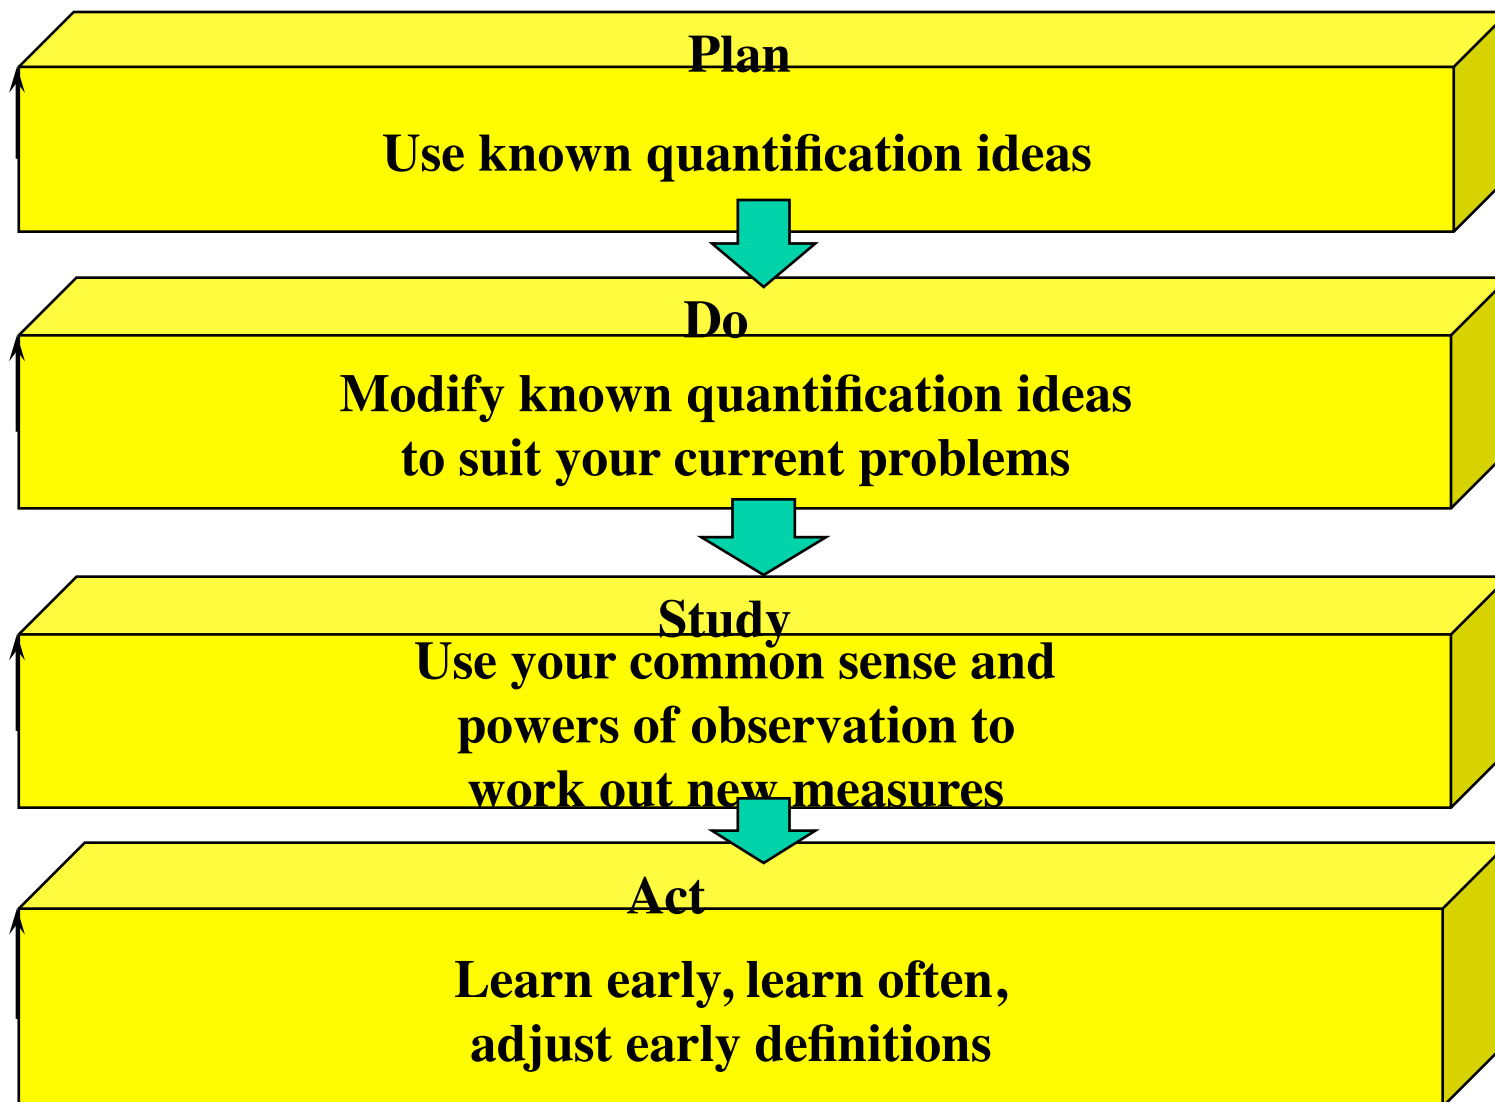 Plan
Use known quantification ideas
Do
Modify known quantification ideas
to suit your current problems
Study
Use your common sense and
powers of observation to
work out new measures
Act
Learn early, learn often,
adjust early definitions